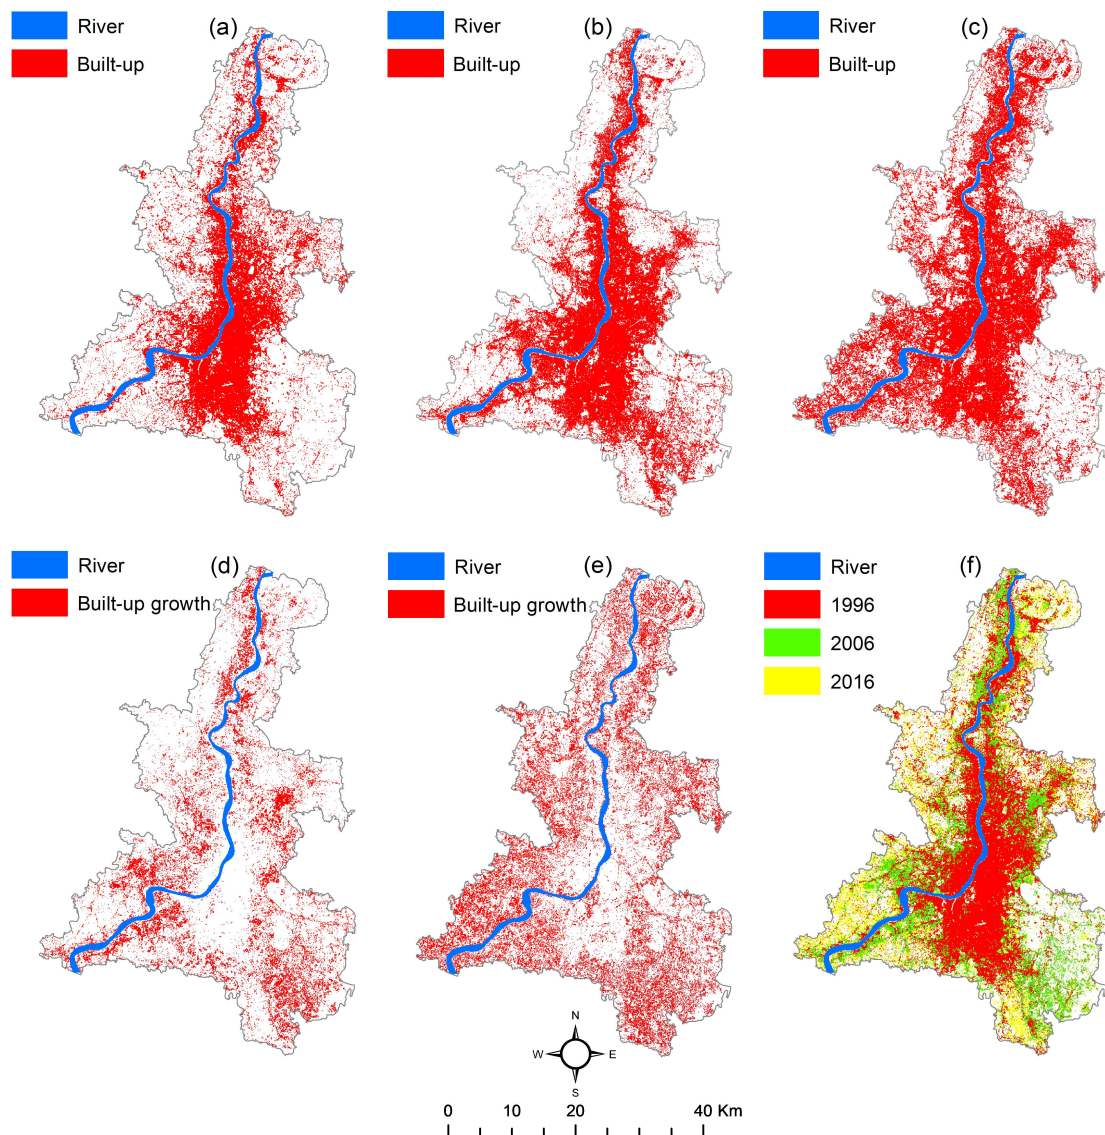 River (a)
Built-up
River (b)
Built-up
River (c)
Built-up
River (d)
Built-up growth
River (e)
Built-up growth
River (f)
1996
2006
2016
N
W E
S
0 10 20 40 Km